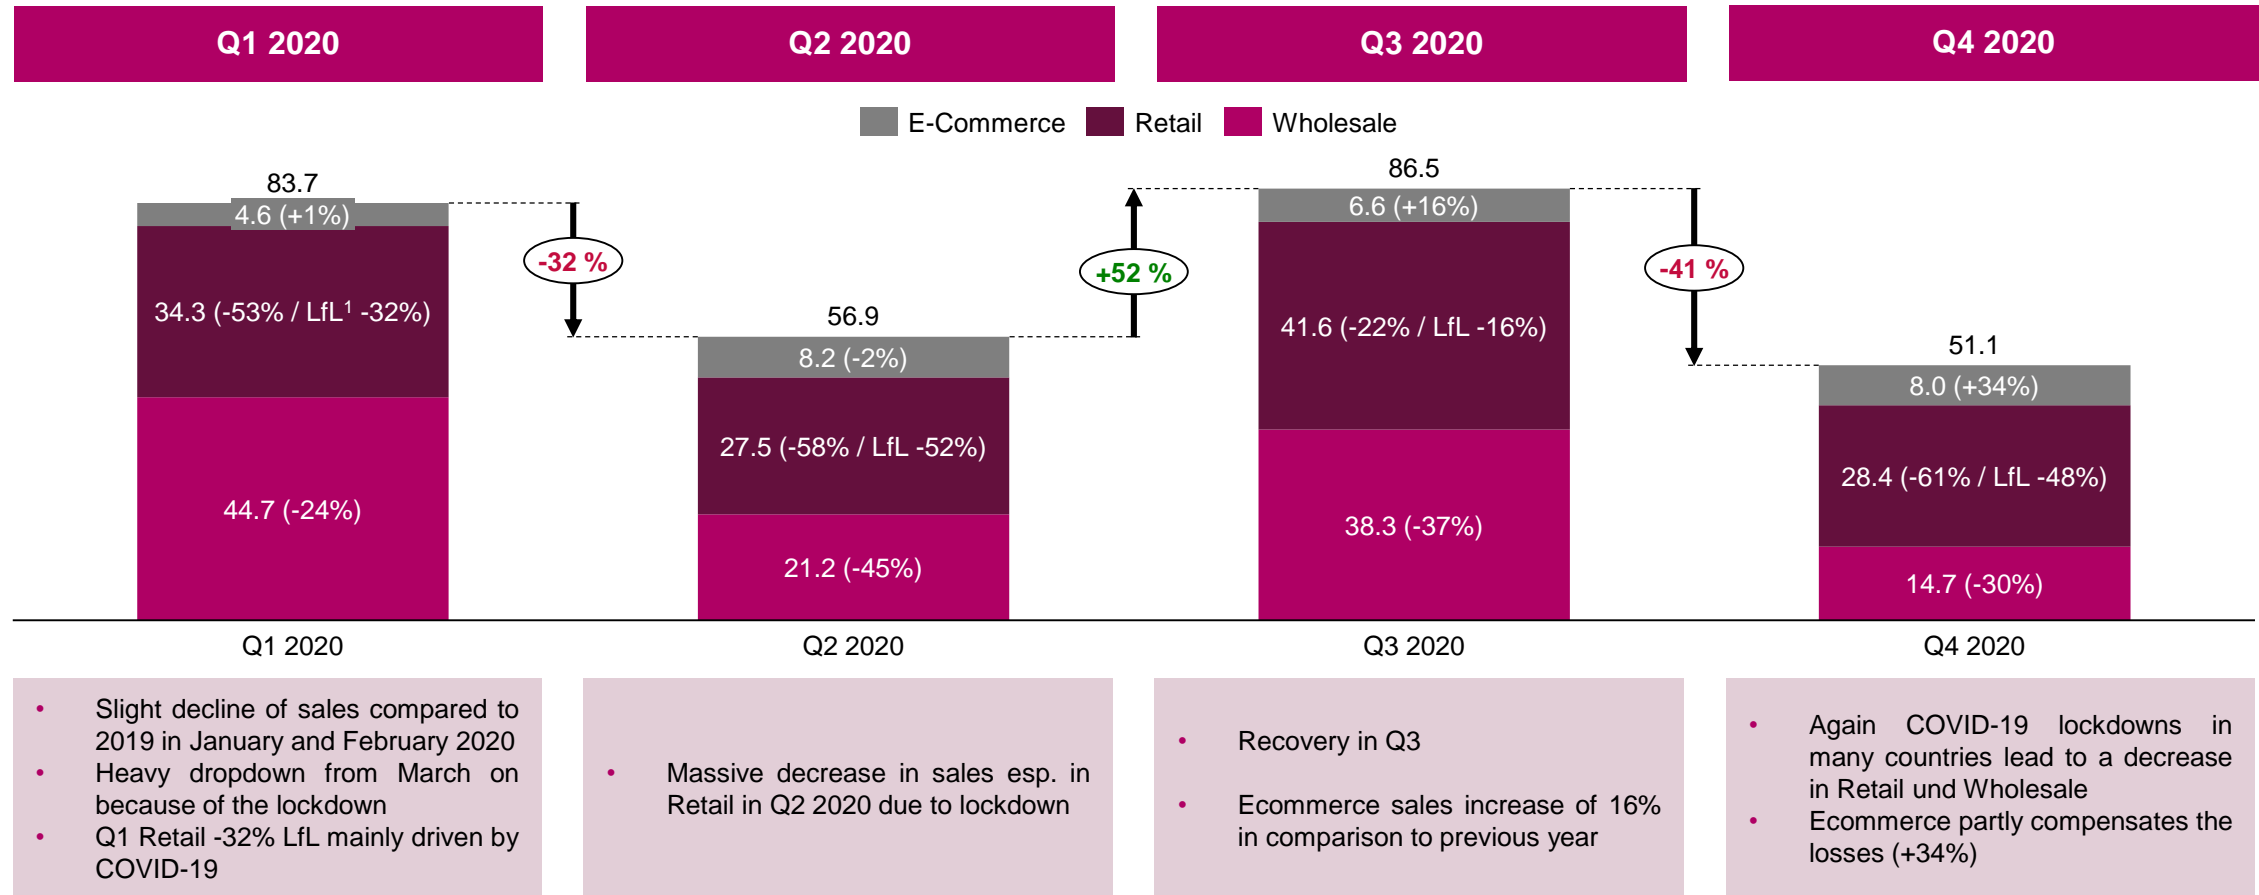 Q1 2020
Q2 2020
Q3 2020
Q4 2020
E-Commerce
Retail
Wholesale
83.7
4.6 (+1%)
34.3 (-53% / LfL¹ -32%)
44.7 (-24%)
-32 %
56.9
8.2 (-2%)
27.5 (-58% / LfL -52%)
21.2 (-45%)
+52 %
86.5
6.6 (+16%)
41.6 (-22% / LfL -16%)
38.3 (-37%)
-41 %
51.1
8.0 (+34%)
28.4 (-61% / LfL -48%)
14.7 (-30%)
Q1 2020
Q2 2020
Q3 2020
Q4 2020
• Slight decline of sales compared to
2019 in January and February 2020
• Heavy dropdown from March on
because of the lockdown
• Q1 Retail -32% LfL mainly driven by
COVID-19
• Massive decrease in sales esp. in
Retail in Q2 2020 due to lockdown
• Recovery in Q3
• Ecommerce sales increase of 16%
in comparison to previous year
• Again COVID-19 lockdowns in
many countries lead to a decrease
in Retail und Wholesale
• Ecommerce partly compensates the
losses (+34%)